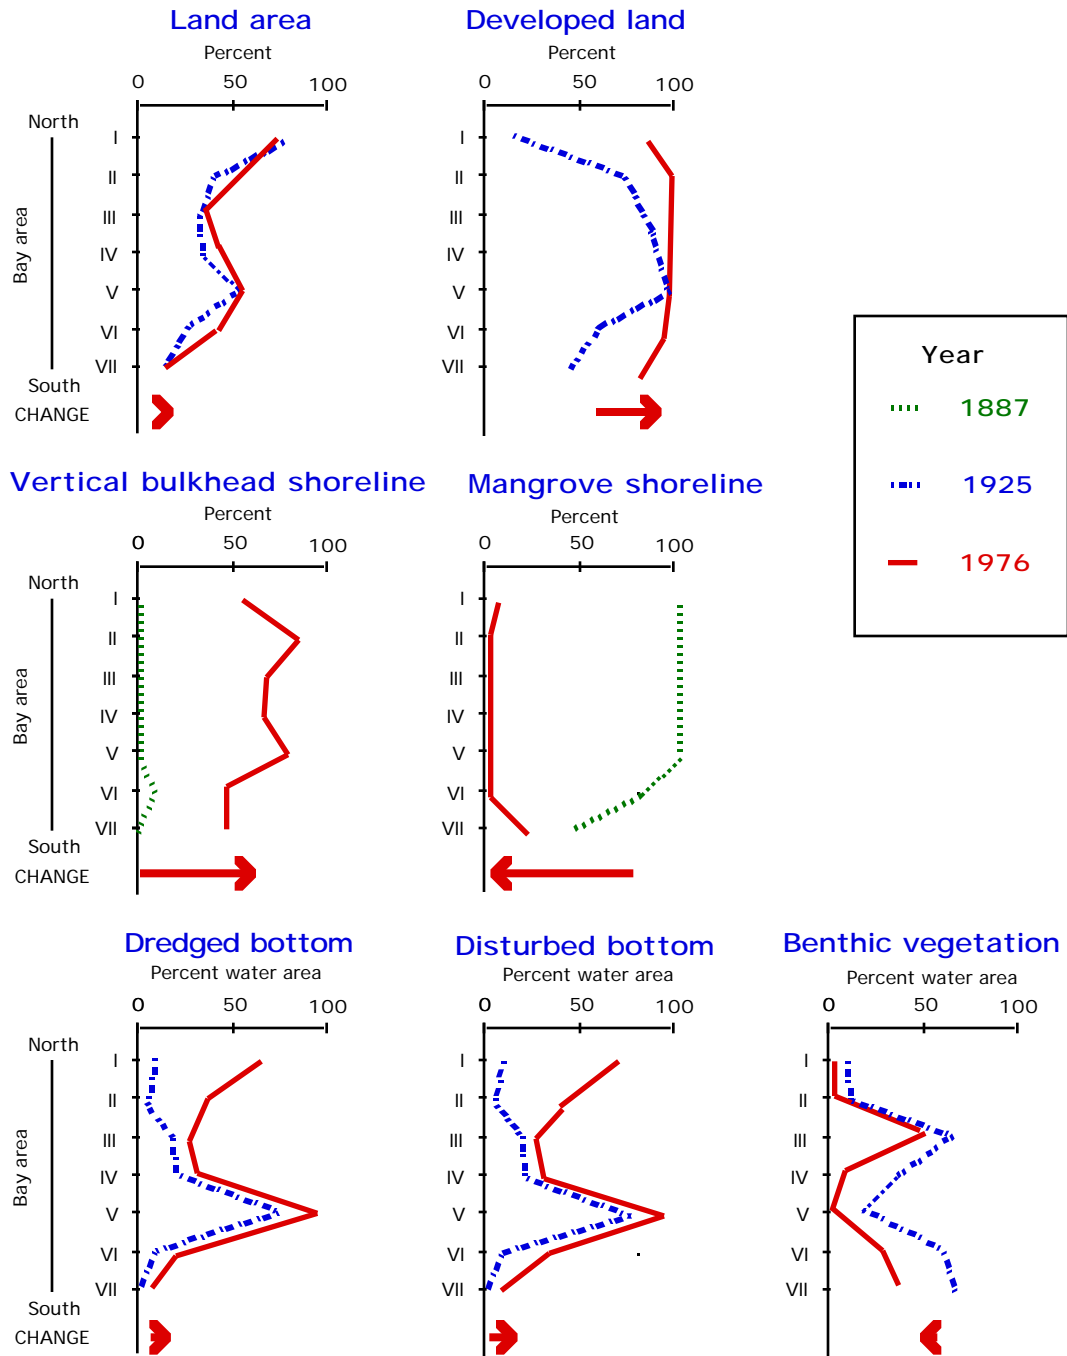 Land area
Percent
0 50 100
North
Bay area
I
II
III
IV
V
VI
VII
South
CHANGE
Developed land
Percent
0 50 100
I
II
III
IV
V
VI
VII
Year
1887
1925
1976
Vertical bulkhead shoreline
Percent
0 50 100
North
Bay area
I
II
III
IV
V
VI
VII
South
CHANGE
Mangrove shoreline
Percent
0 50 100
I
II
III
IV
V
VI
VII
Dredged bottom
Percent water area
0 50 100
North
Bay area
I
II
III
IV
V
VI
VII
South
CHANGE
Disturbed bottom
Percent water area
0 50 100
I
II
III
IV
V
VI
VII
Benthic vegetation
Percent water area
0 50 100
I
II
III
IV
V
VI
VII